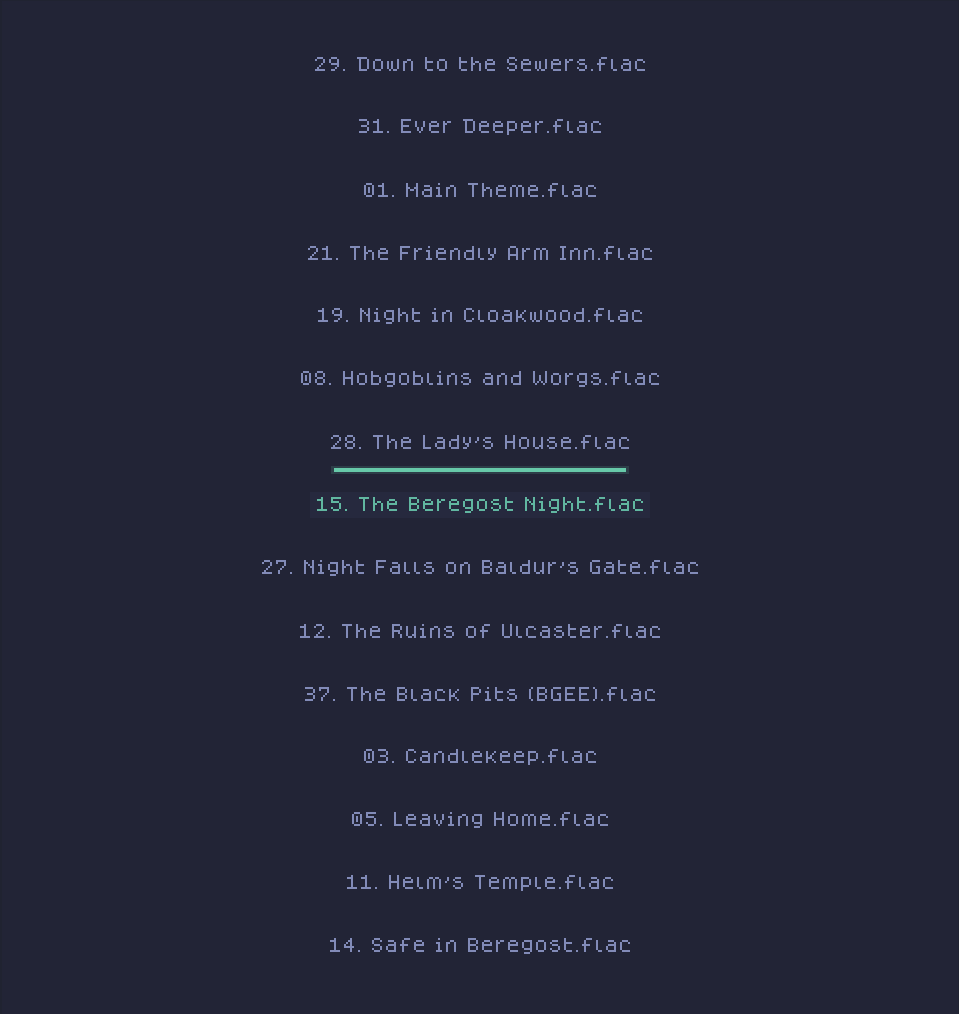 29. Down to the Sewers.flac
31. Ever Deeper.flac
01. Main Theme.flac
21. The Friendly Arm Inn.flac
19. Night in Cloakwood.flac
08. Hobgoblins and Worgs.flac
28. The Lady's House.flac
15. The Beregost Night.flac
27. Night Falls on Baldur's Gate.flac
12. The Ruins of Ulcaster.flac
37. The Black Pits (BGEE).flac
03. Candlekeep.flac
05. Leaving Home.flac
11. Helm's Temple.flac
14. Safe in Beregost.flac